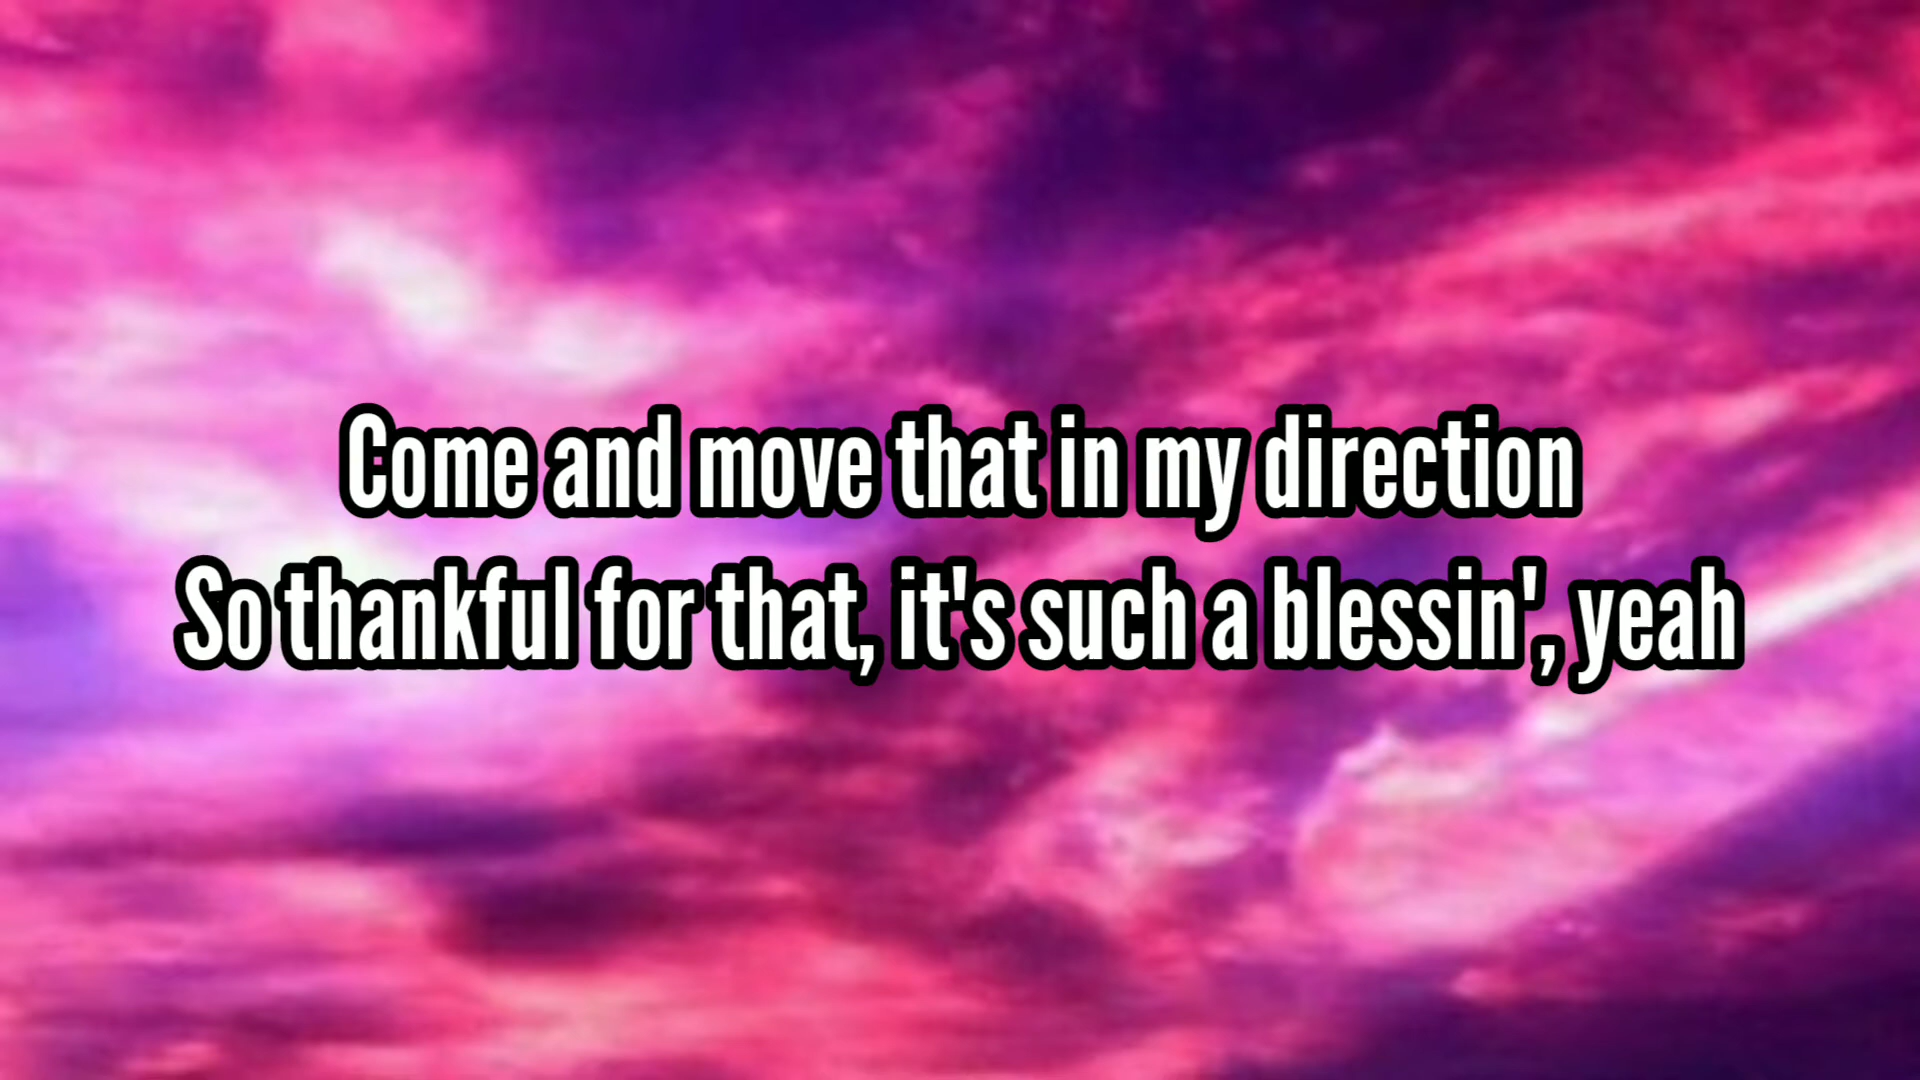 Come and move that in my direction
So thankful for that, it's such a blessin', yeah